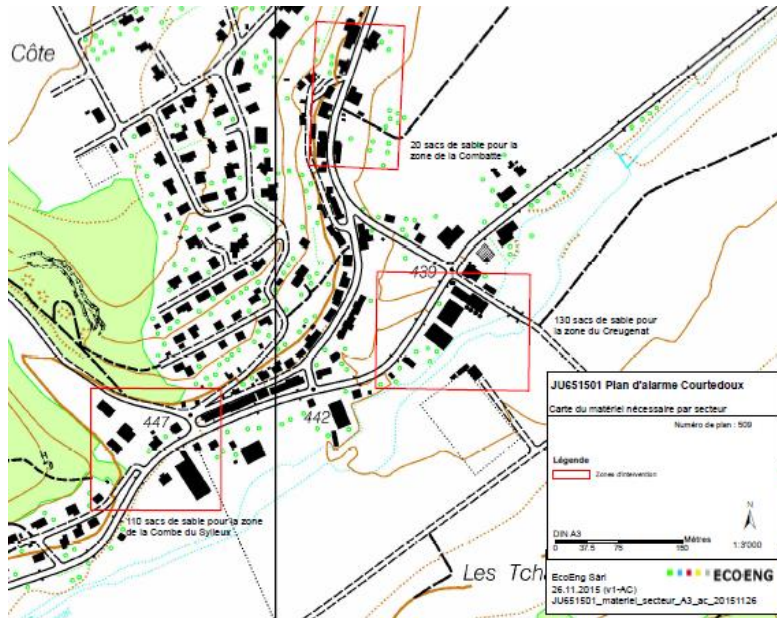 Côte
20 sacs de sable pour la
zone de la Combatte
439
130 sacs de sable pour
la zone du Creugenat
447
442
110 sacs de sable pour la zone
de la Combe du Sylleux
Les Tcha
JU651501 Plan d'alarme Courtedoux
Carte du matériel nécessaire par secteur
Numéro de plan : 509
Légende
Zones d'intervention
N
DIN A3
Mètres
0 37.5 75 150
1:3'000
EcoEng Sàrl
ECOENG
26.11.2015 (v1-AC)
JU651501_materiel_secteur_A3_ac_20151126